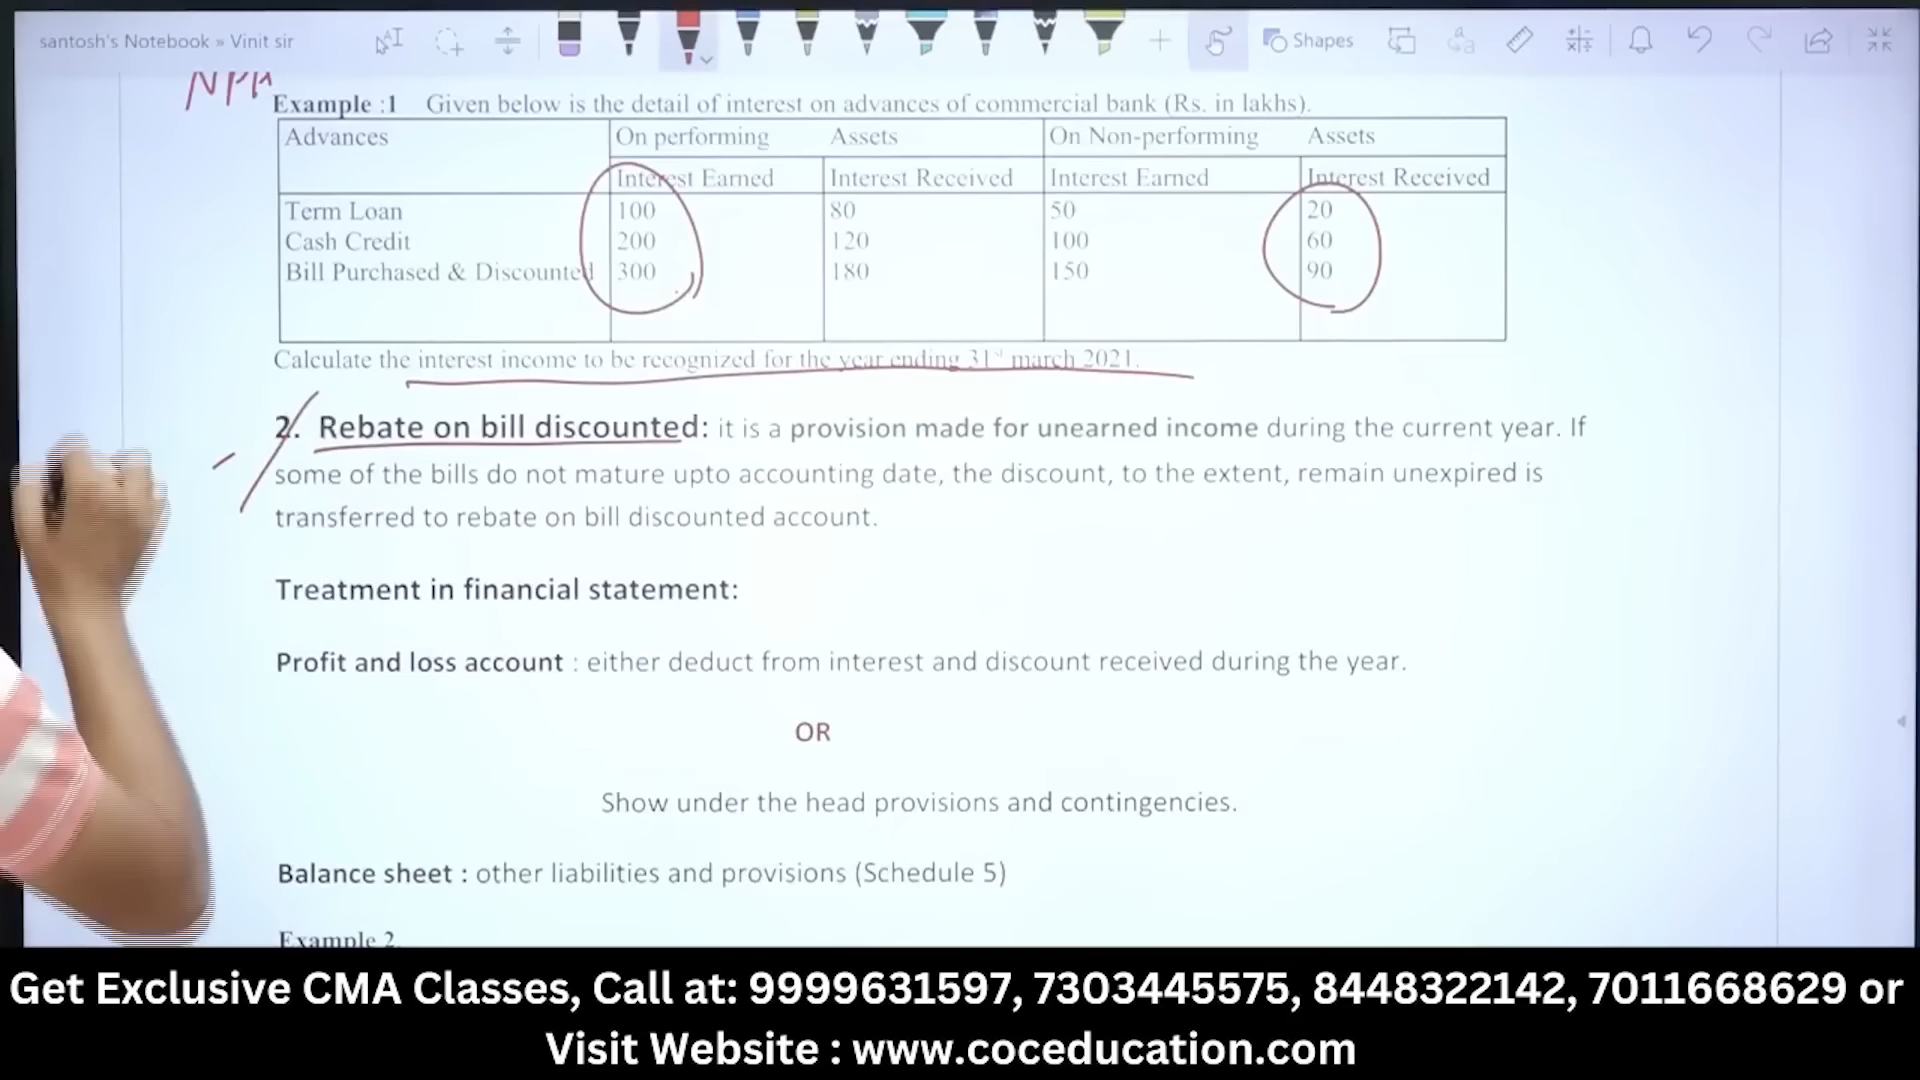 santosh's Notebook » Vinit sir
Shapes
NPA
Example :1 Given below is the detail of interest on advances of commercial bank (Rs. in lakhs).
Advances On performing Assets On Non-performing Assets
Interest Earned Interest Received Interest Earned Interest Received
Term Loan 100 80 50 20
Cash Credit 200 120 100 60
Bill Purchased & Discounted 300 180 150 90
Calculate the interest income to be recognized for the year ending 31st march 2021.
2. Rebate on bill discounted: it is a provision made for unearned income during the current year. If
some of the bills do not mature upto accounting date, the discount, to the extent, remain unexpired is
transferred to rebate on bill discounted account.
Treatment in financial statement:
Profit and loss account : either deduct from interest and discount received during the year.
OR
Show under the head provisions and contingencies.
Balance sheet : other liabilities and provisions (Schedule 5)
Example 2
Get Exclusive CMA Classes, Call at: 9999631597, 7303445575, 8448322142, 7011668629 or
Visit Website : www.coceducation.com